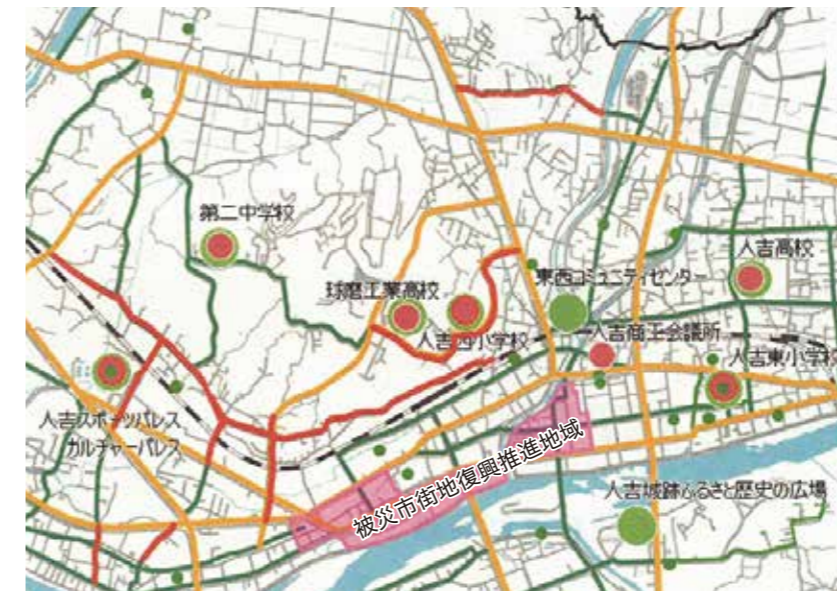 第二中学校
人吉高校
東西コミュニティセンター
球磨工業高校
人吉西小学校
人吉商工会議所
人吉東小学校
人吉スポーツパレス
カルチャーパレス
被災市街地復興推進地域
人吉城跡ふるさと歴史の広場